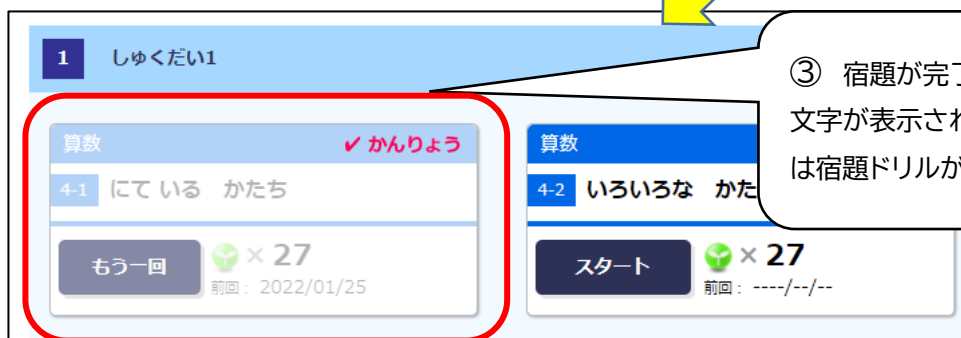 1 しゅくだい1
③ 宿題が完
文字が表示され
は宿題ドリルが
算数 ✔ かんりょう
4-1 にて いる かたち
もう一回 × 27
前回： 2022/01/25
算数
4-2 いろいろな かた
スタート × 27
前回： ----/--/--